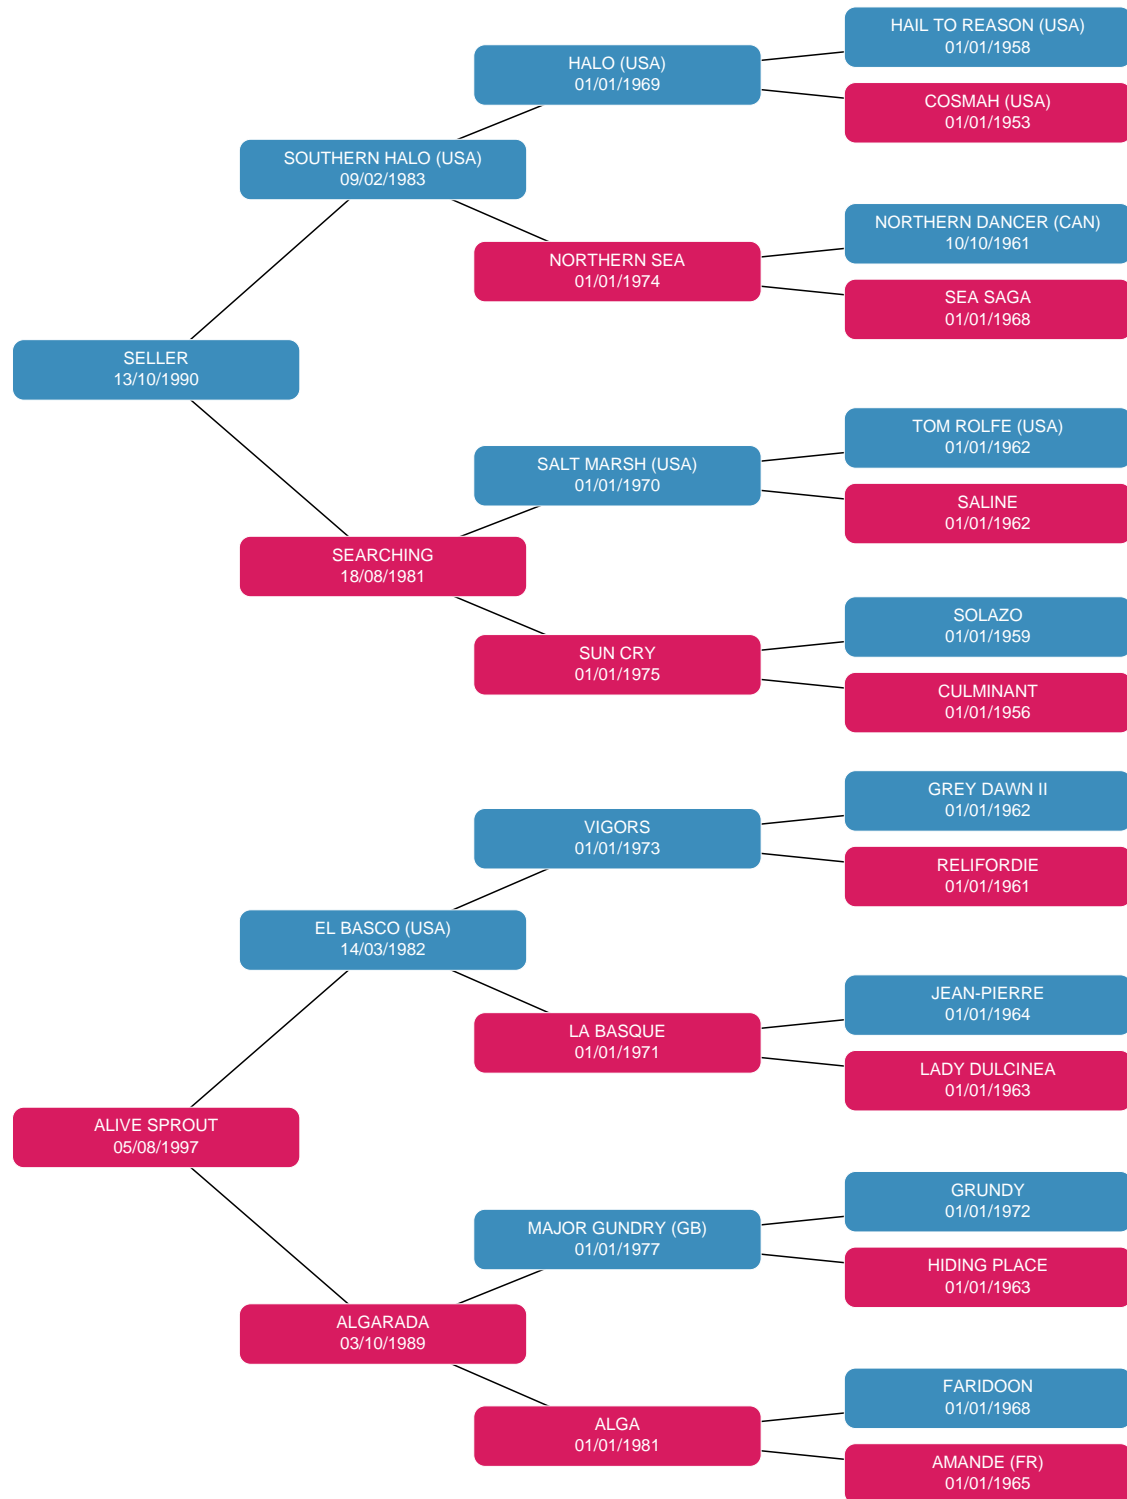 HAIL TO REASON (USA)
01/01/1958
HALO (USA)
01/01/1969
COSMAH (USA)
01/01/1953
SOUTHERN HALO (USA)
09/02/1983
NORTHERN DANCER (CAN)
10/10/1961
NORTHERN SEA
01/01/1974
SEA SAGA
01/01/1968
SELLER
13/10/1990
TOM ROLFE (USA)
01/01/1962
SALT MARSH (USA)
01/01/1970
SALINE
01/01/1962
SEARCHING
18/08/1981
SOLAZO
01/01/1959
SUN CRY
01/01/1975
CULMINANT
01/01/1956
GREY DAWN II
01/01/1962
VIGORS
01/01/1973
RELIFORDIE
01/01/1961
EL BASCO (USA)
14/03/1982
JEAN-PIERRE
01/01/1964
LA BASQUE
01/01/1971
LADY DULCINEA
01/01/1963
ALIVE SPROUT
05/08/1997
GRUNDY
01/01/1972
MAJOR GUNDRY (GB)
01/01/1977
HIDING PLACE
01/01/1963
ALGARADA
03/10/1989
FARIDOON
01/01/1968
ALGA
01/01/1981
AMANDE (FR)
01/01/1965